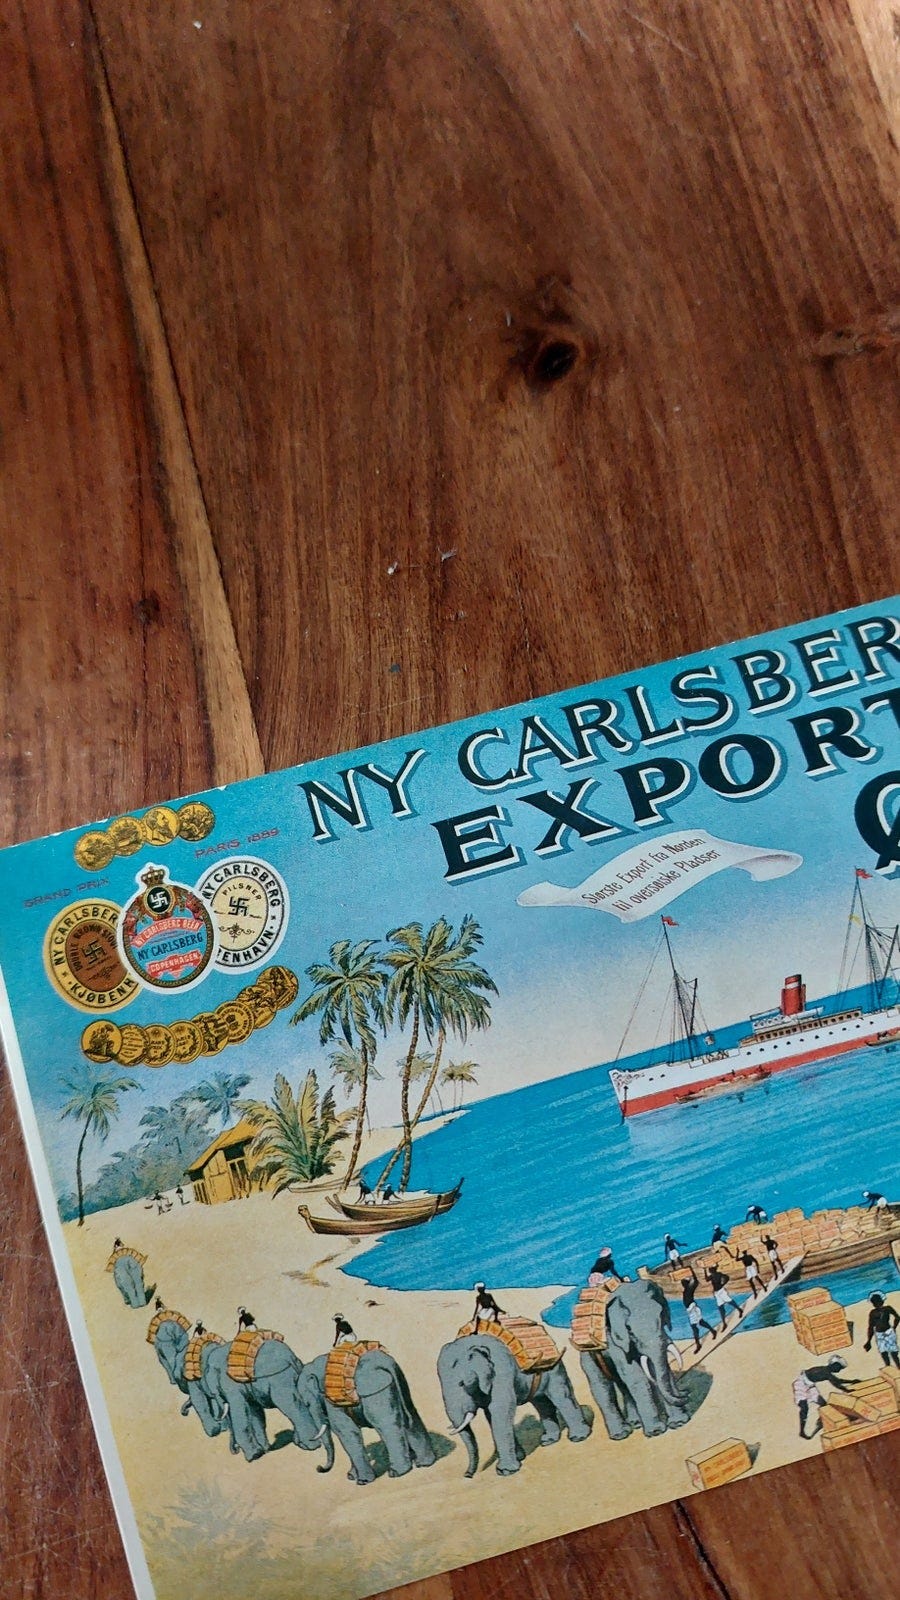 NY CARLSBER
EXPORT
Største Export fra Norden
til oversøiske Pladser
GRAND PRIX PARIS 1889
NY CARLSBER
KJØBENH
NY CARLSBERG BEER
NY CARLSBERG
COPENHAGEN
NY CARLSBERG
PILSNER
ENHAVN.